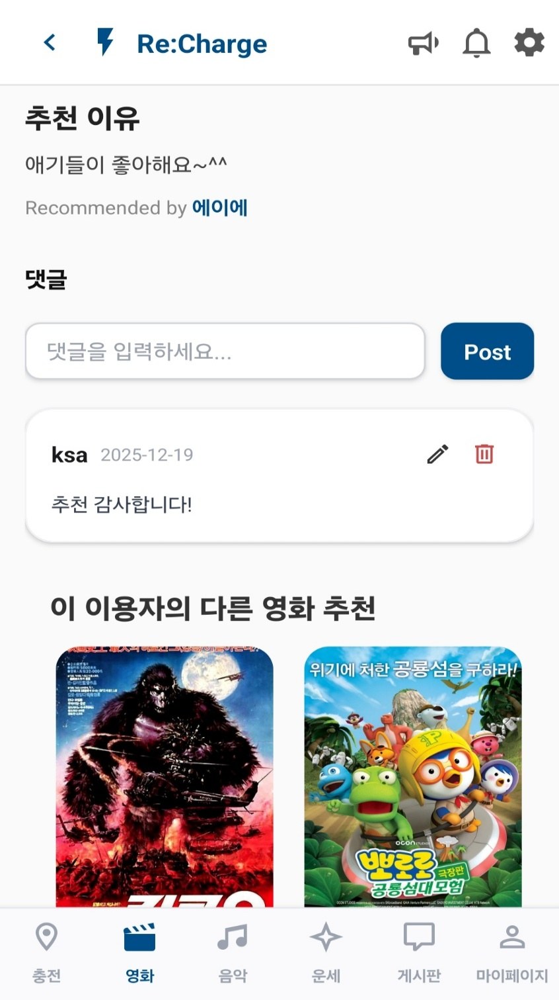 Re:Charge
추천 이유
애기들이 좋아해요~^^
Recommended by 에이에
댓글
댓글을 입력하세요...
Post
ksa 2025-12-19
추천 감사합니다!
이 이용자의 다른 영화 추천
위기에 처한 공룡섬을 구하라!
OCON STUDIOS
뽀로로
극장판
공룡섬대모험
충전
영화
음악
운세
게시판
마이페이지